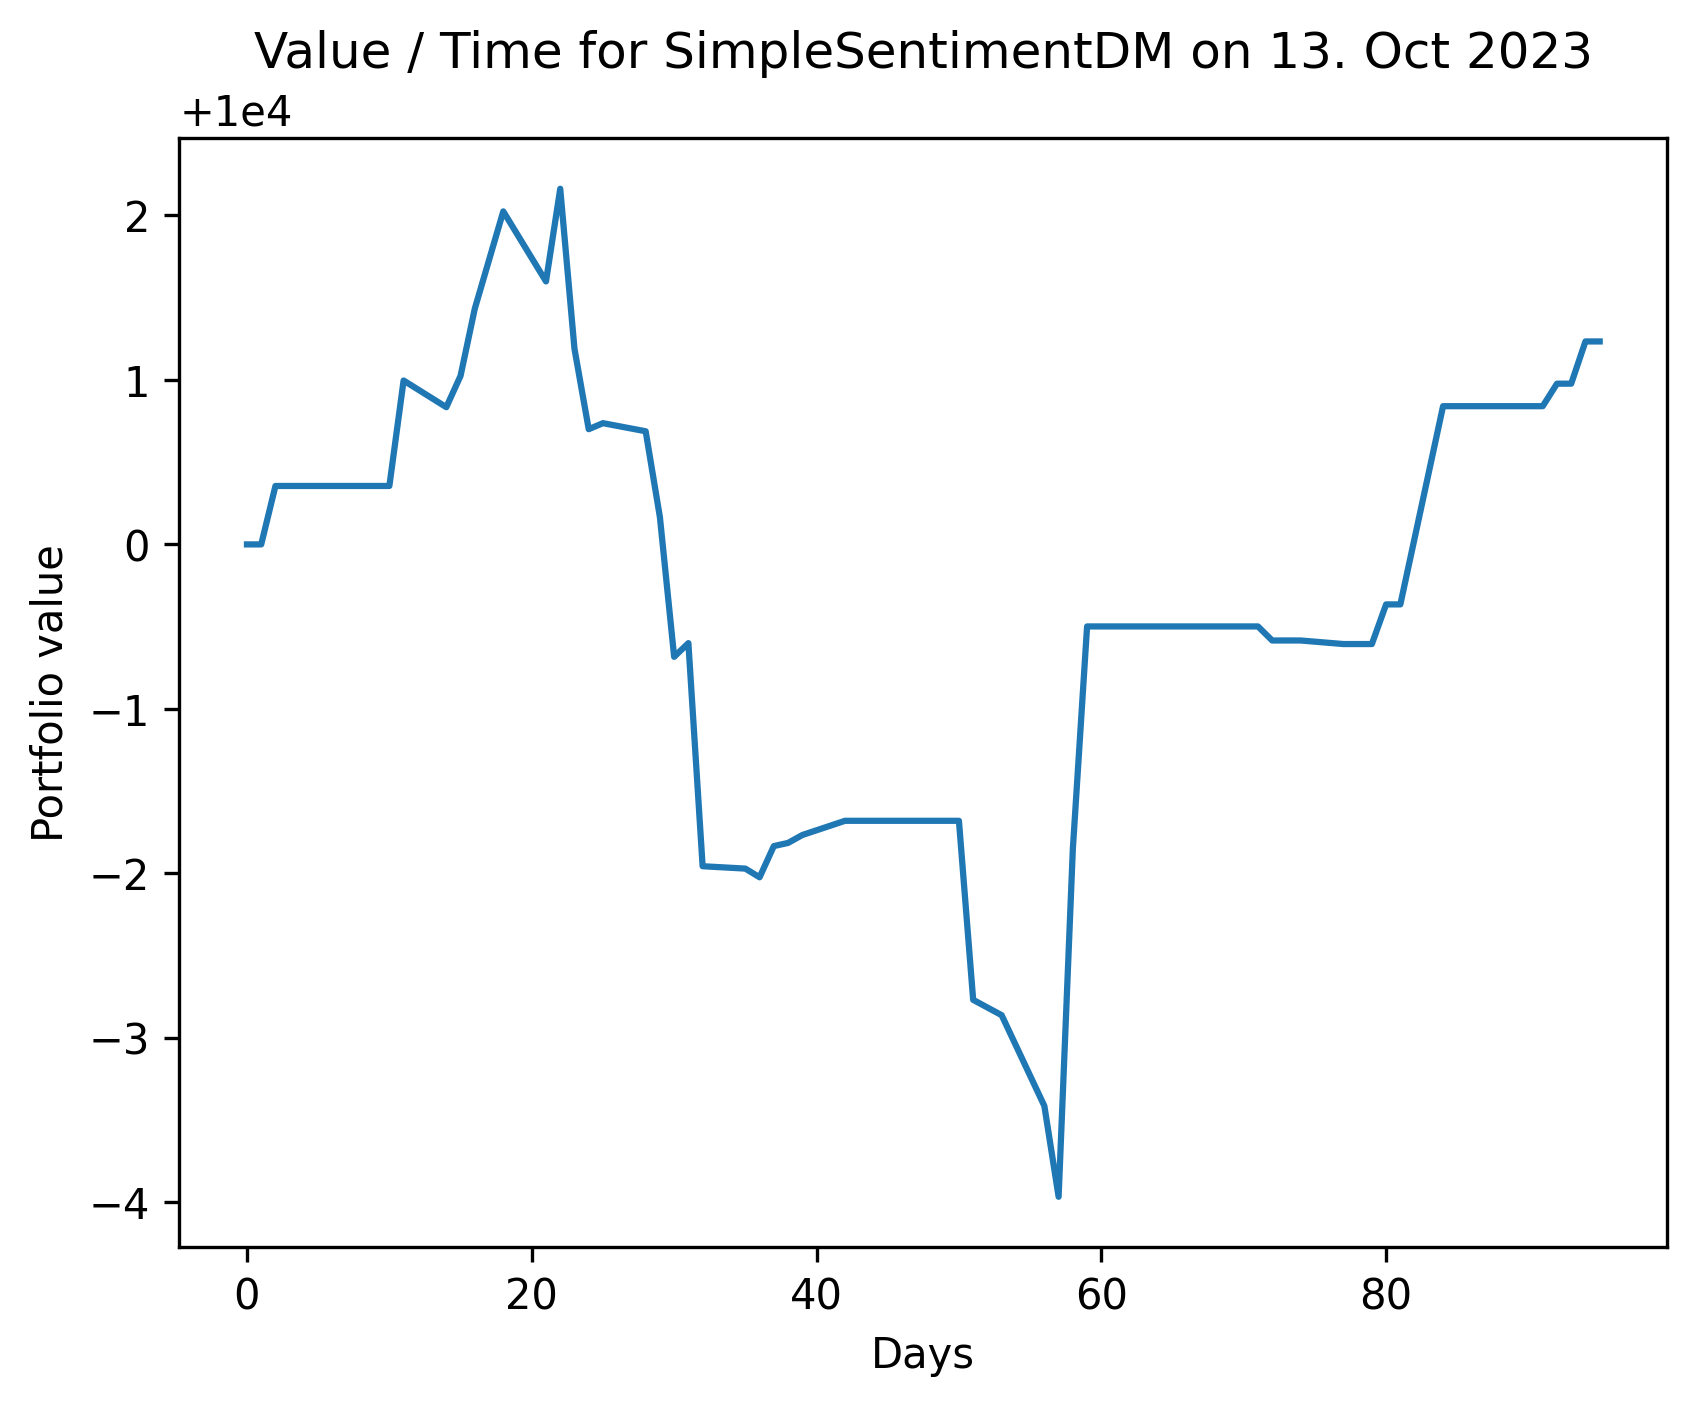 Value / Time for SimpleSentimentDM on 13. Oct 2023
+1e4
2
1
0
−1
−2
−3
−4
Portfolio value
0 20 40 60 80
Days